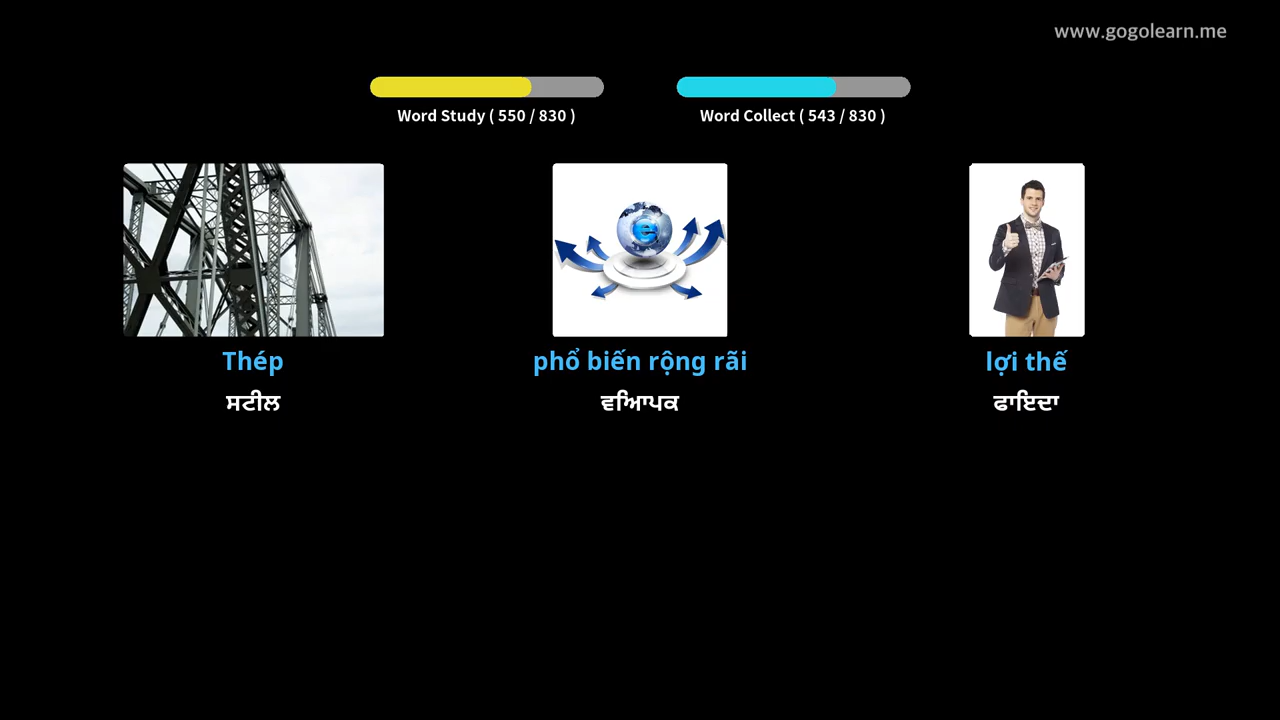 www.gogolearn.me
Word Study ( 550 / 830 )
Word Collect ( 543 / 830 )
Thép
phổ biến rộng rãi
lợi thế
ਸਟੀਲ
ਵਿਆਪਕ
ਫਾਇਦਾ